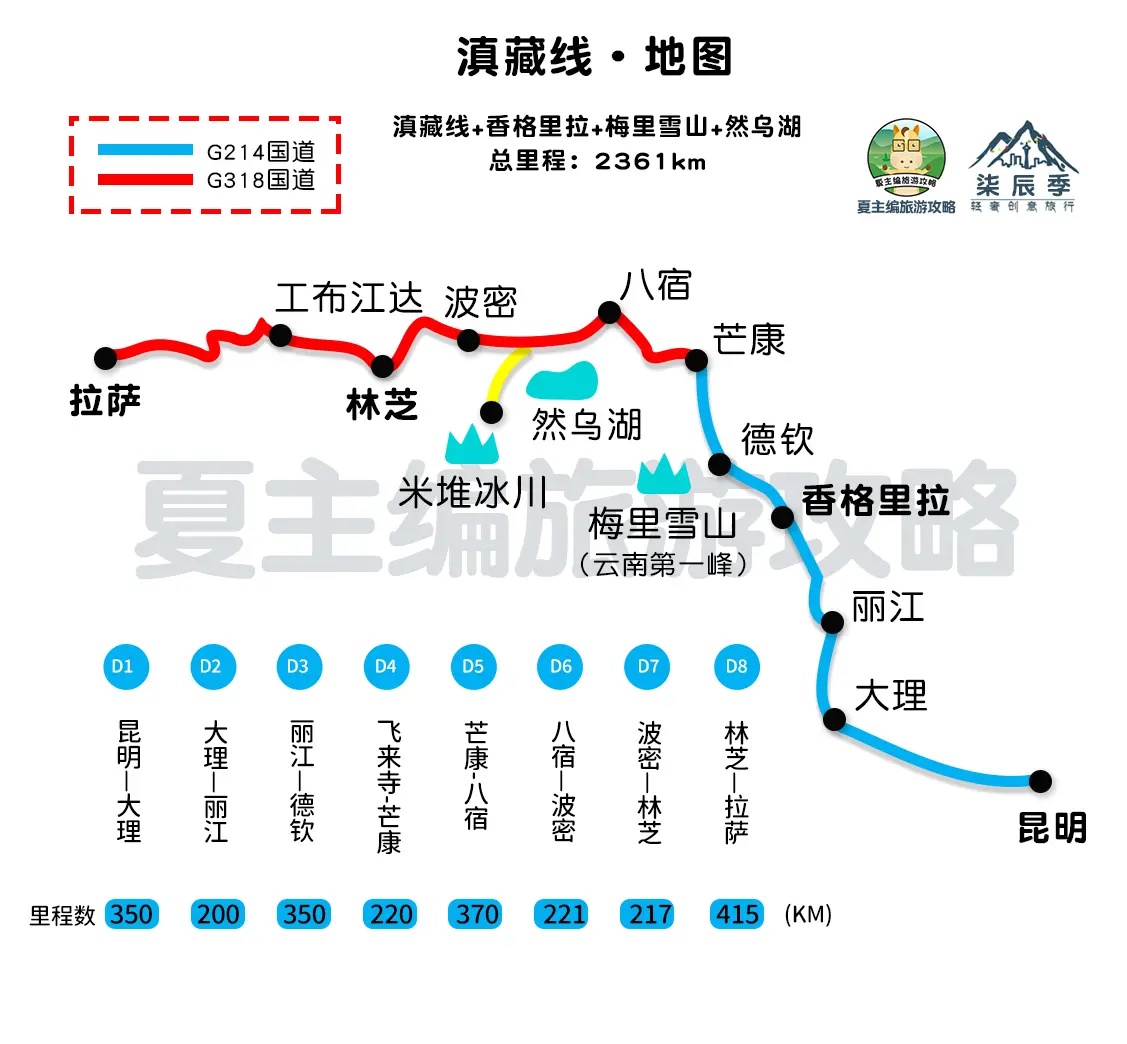 滇藏线·地图
滇藏线+香格里拉+梅里雪山+然乌湖
总里程：2361km
G214国道
G318国道
夏主编旅游攻略
夏主编旅游攻略
柒辰季
轻奢创意旅行
八宿
工布江达
波密
芒康
拉萨
林芝
然乌湖
德钦
米堆冰川
香格里拉
梅里雪山
（云南第一峰）
夏主编旅游攻略
丽江
大理
昆明
D1 D2 D3 D4 D5 D6 D7 D8
昆明—大理
大理—丽江
丽江—德钦
飞来寺-芒康
芒康-八宿
八宿—波密
波密—林芝
林芝—拉萨
里程数 350 200 350 220 370 221 217 415 (KM)